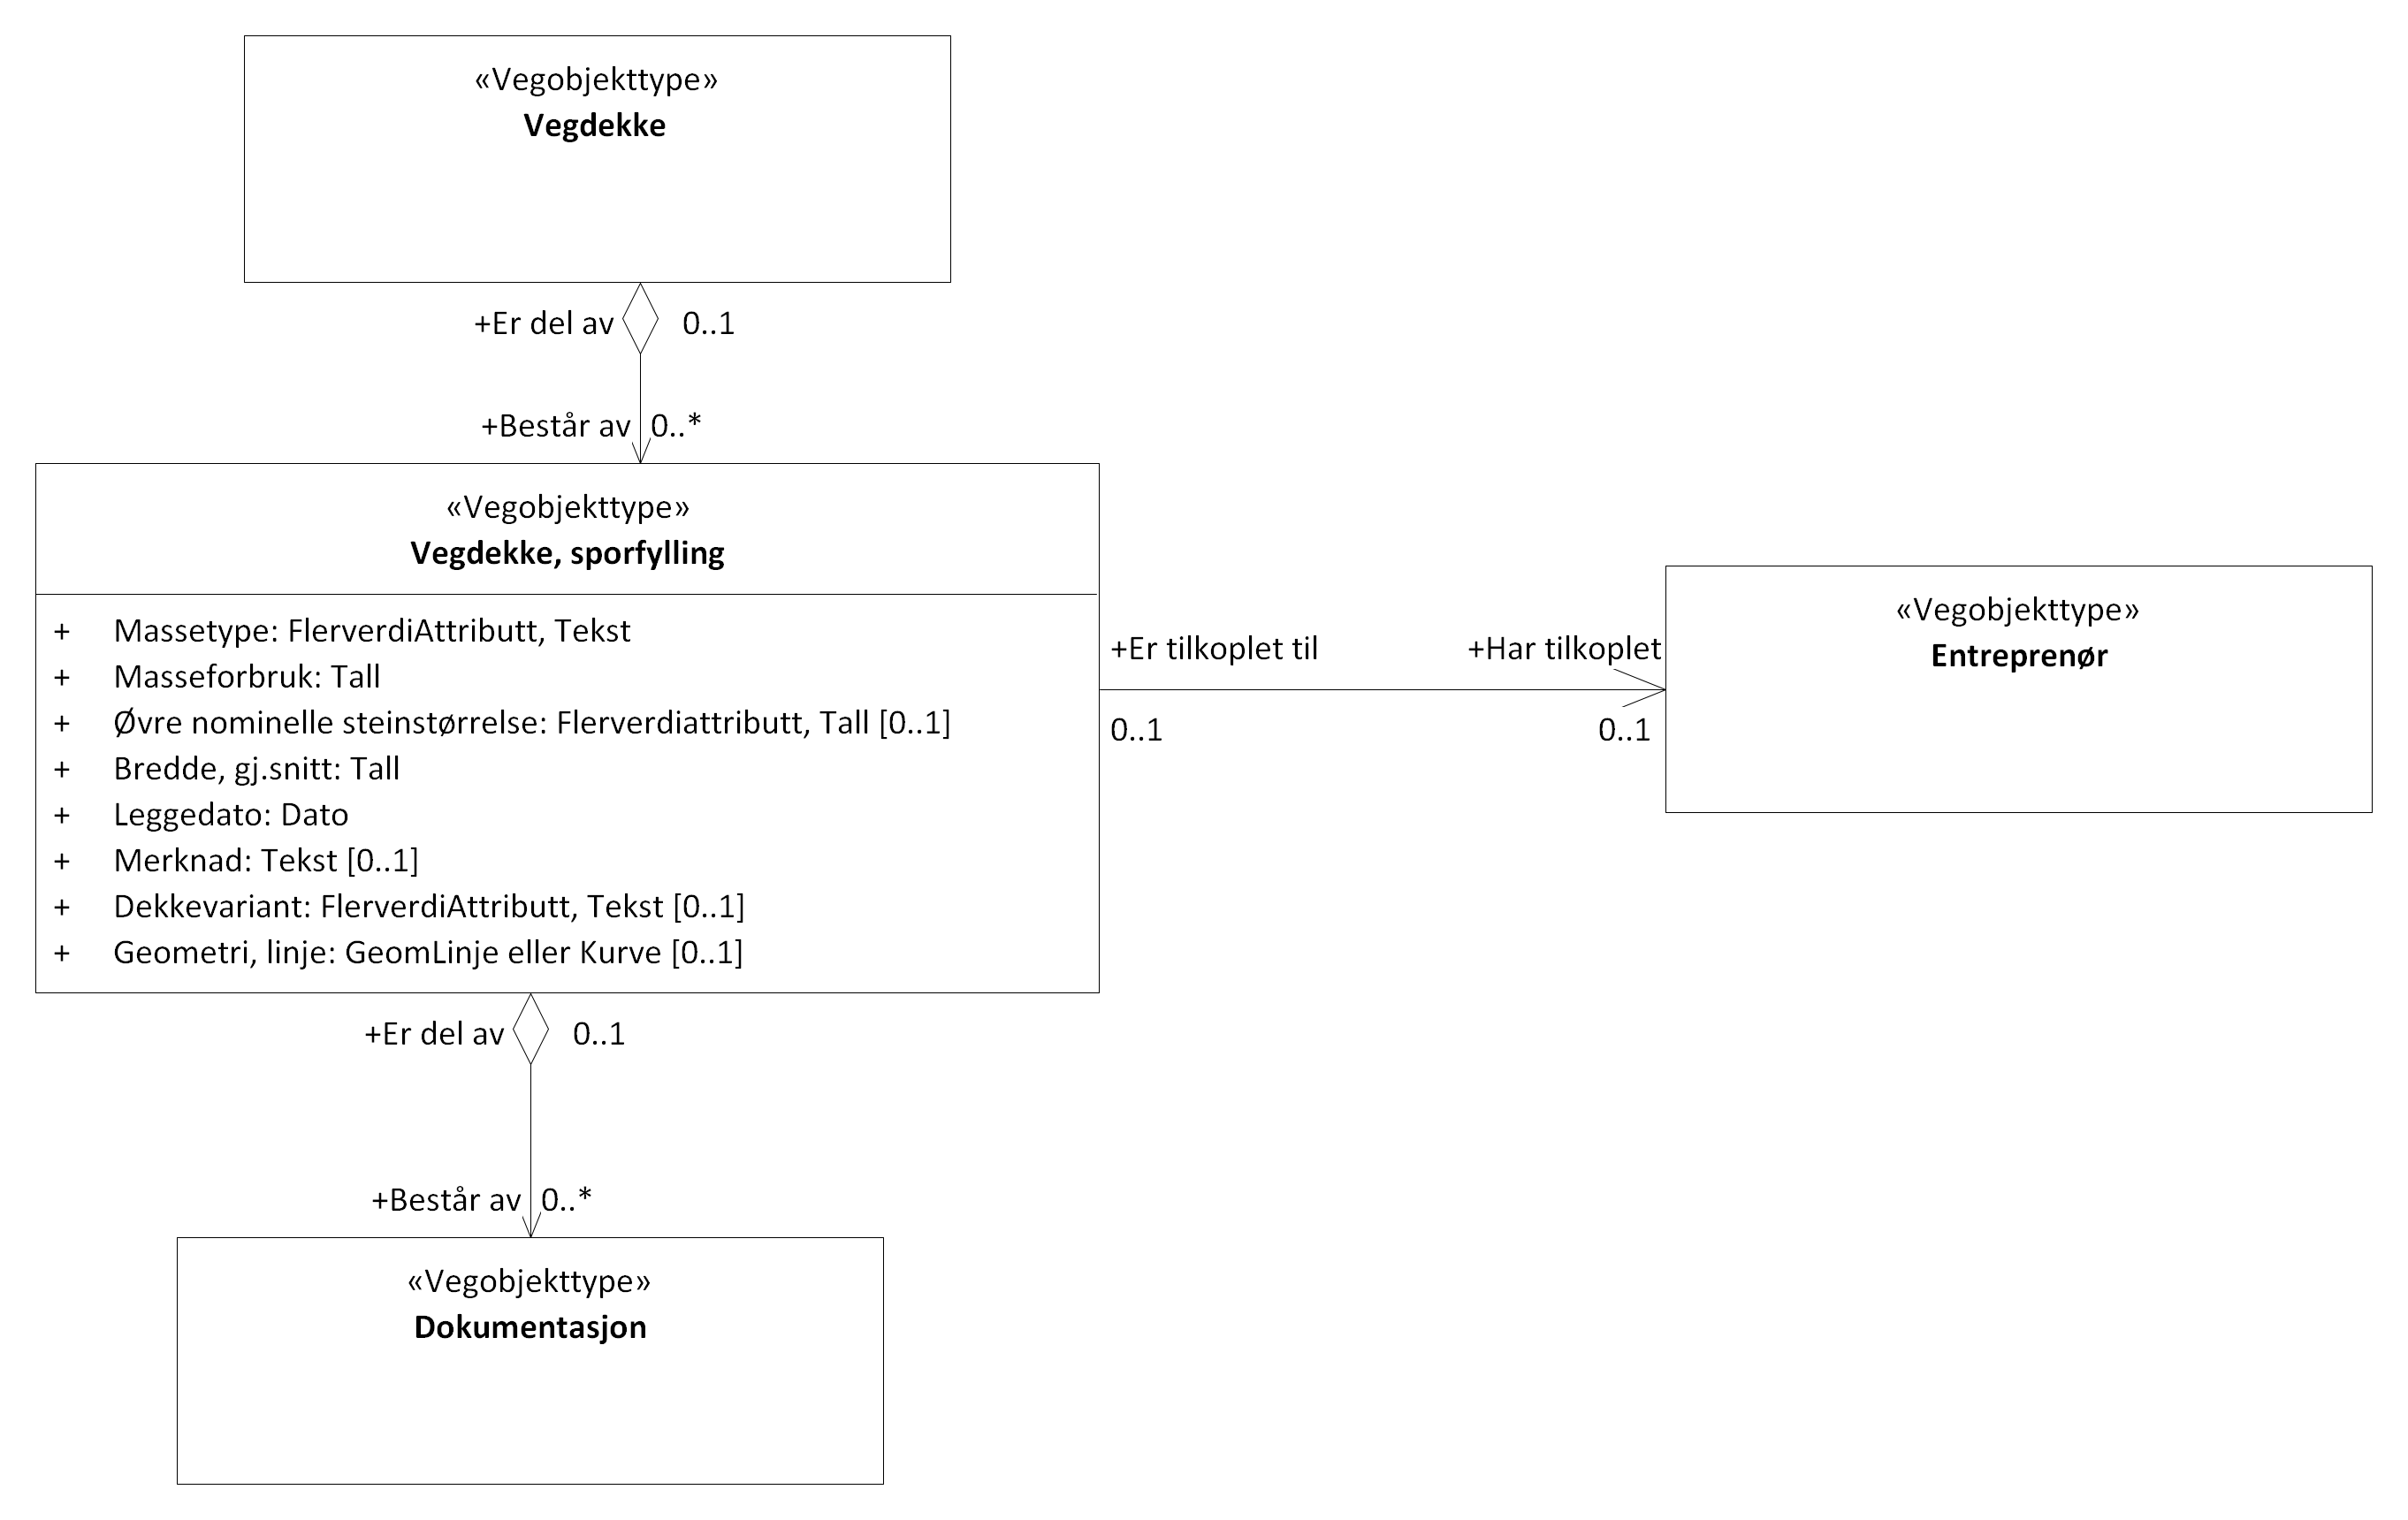 «Vegobjekttype»
Vegdekke
+Er del av 0..1
+Består av 0..*
«Vegobjekttype»
Vegdekke, sporfylling
+ Massetype: FlerverdiAttributt, Tekst
+ Masseforbruk: Tall
+ Øvre nominelle steinstørrelse: Flerverdiattributt, Tall [0..1]
+ Bredde, gj.snitt: Tall
+ Leggedato: Dato
+ Merknad: Tekst [0..1]
+ Dekkevariant: FlerverdiAttributt, Tekst [0..1]
+ Geometri, linje: GeomLinje eller Kurve [0..1]
+Er tilkoplet til +Har tilkoplet
0..1 0..1
«Vegobjekttype»
Entreprenør
+Er del av 0..1
+Består av 0..*
«Vegobjekttype»
Dokumentasjon